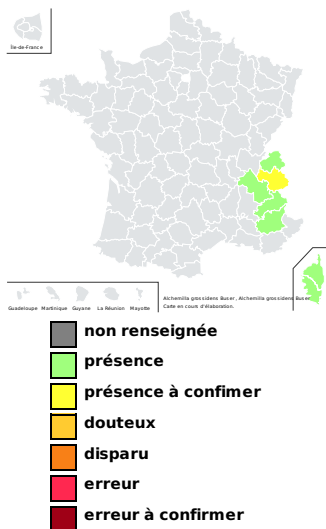 Île-de-France
Guadeloupe Martinique Guyane La Réunion Mayotte
Alchemilla grossidens Buser , Alchemilla grossidens Buser
Carte en cours d'élaboration.
non renseignée
présence
présence à confimer
douteux
disparu
erreur
erreur à confirmer